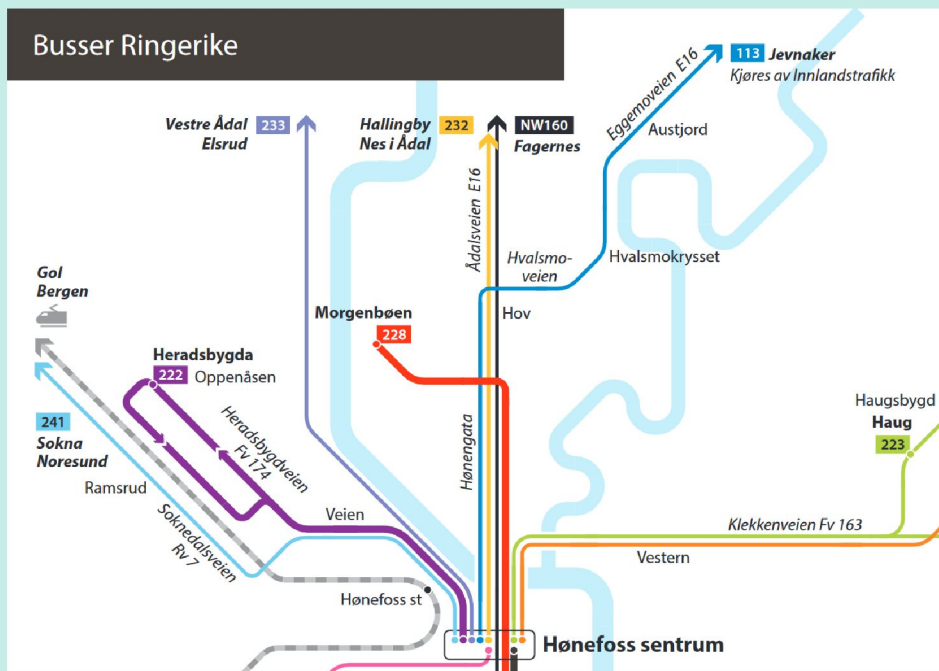 Busser Ringerike
113 Jevnaker
Kjøres av Innlandstrafikk
Eggemoveien E16
Austjord
Vestre Ådal 233
Elsrud
Hallingby 232
Nes i Ådal
NW160
Fagernes
Ådalsveien E16
Hvalsmo-
veien
Hvalsmokrysset
Gol
Bergen
Morgenbøen
228
Hov
Heradsbygda
222 Oppenåsen
241
Sokna
Noresund
Heradsbygdveien
Fv 174
Hønengata
Haugsbygd
Haug
223
Ramsrud
Soknedalsveien
Rv 7
Veien
Klekkenveien Fv 163
Vestern
Hønefoss st
Hønefoss sentrum